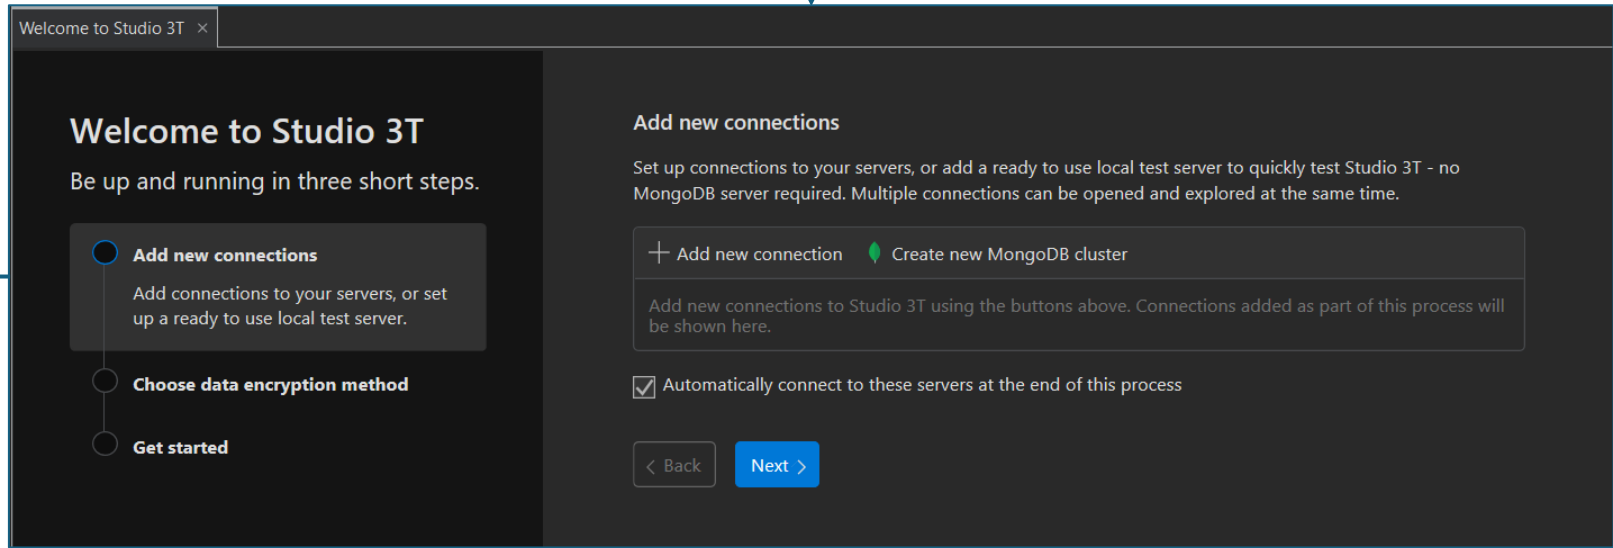 Welcome to Studio 3T ×
Welcome to Studio 3T
Be up and running in three short steps.
Add new connections
Add connections to your servers, or set
up a ready to use local test server.
Choose data encryption method
Get started
Add new connections
Set up connections to your servers, or add a ready to use local test server to quickly test Studio 3T - no
MongoDB server required. Multiple connections can be opened and explored at the same time.
Add new connection Create new MongoDB cluster
Add new connections to Studio 3T using the buttons above. Connections added as part of this process will
be shown here.
Automatically connect to these servers at the end of this process
Back Next